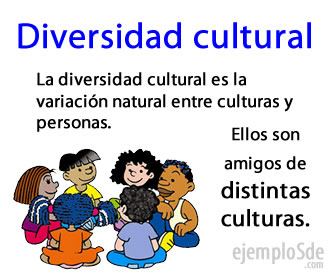 Diversidad cultural
La diversidad cultural es la
variación natural entre culturas y
personas.
Ellos son
amigos de
distintas
culturas.
ejemploSde
.com